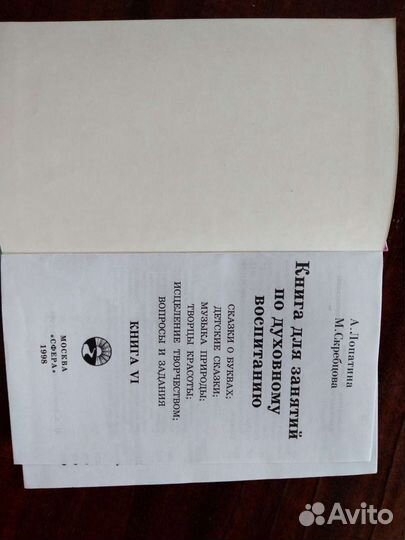 А. Лопатина
М. Скребцова
Книга для занятий
по духовному
воспитанию
СКАЗКИ О БУКВАХ;
ДЕТСКИЕ СКАЗКИ;
МУЗЫКА ПРИРОДЫ;
ТВОРЦЫ КРАСОТЫ;
ИСЦЕЛЕНИЕ ТВОРЧЕСТВОМ;
ВОПРОСЫ И ЗАДАНИЯ
КНИГА VI
МОСКВА
«СФЕРА»
1998
Avito